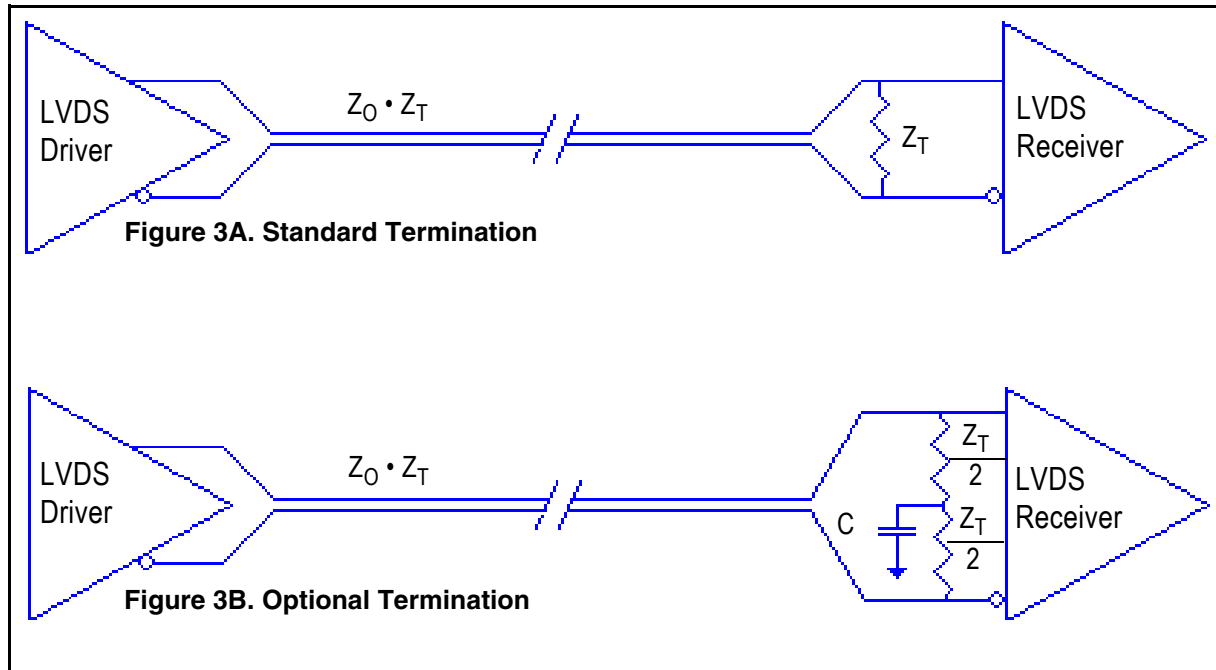 LVDS
Driver
Z_O • Z_T
Z_T
LVDS
Receiver
Figure 3A. Standard Termination
LVDS
Driver
Z_O • Z_T
C
Z_T
2
Z_T
2
LVDS
Receiver
Figure 3B. Optional Termination